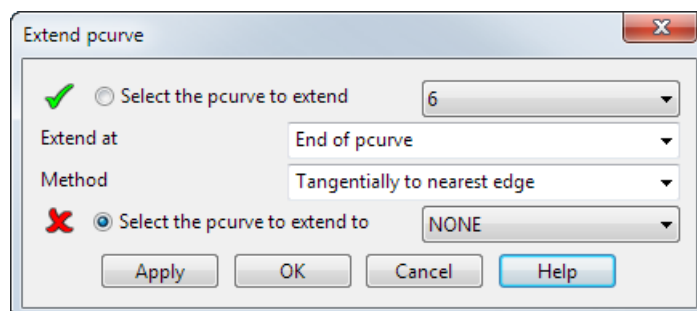 Extend pcurve
Select the pcurve to extend 6
Extend at End of pcurve
Method Tangentially to nearest edge
Select the pcurve to extend to NONE
Apply OK Cancel Help